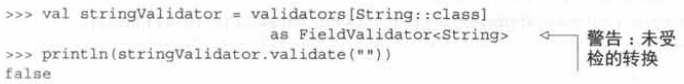 >>> val stringValidator = validators[String::class]
as FieldValidator<String>
警告：未受
检的转换
>>> println(stringValidator.validate(""))
false